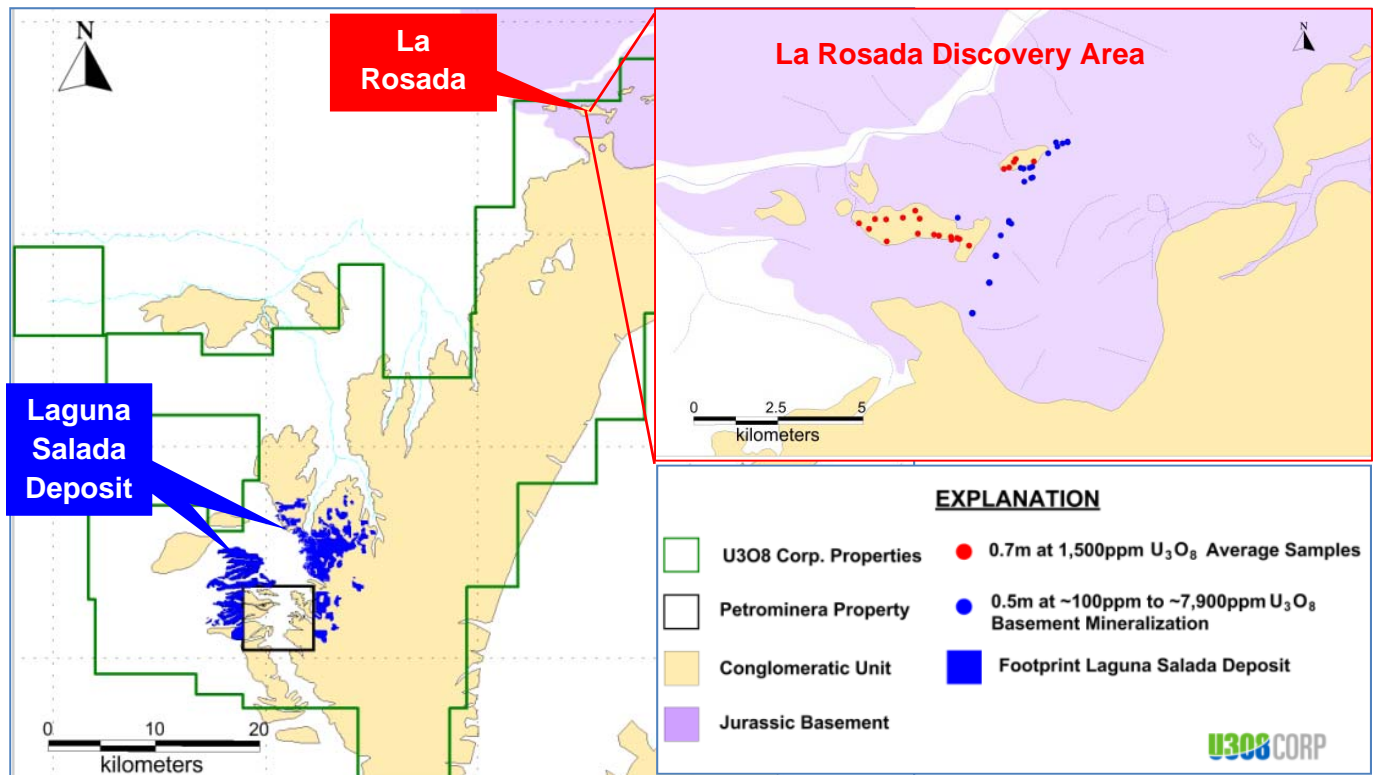 N
La
Rosada
Laguna
Salada
Deposit
0 10 20
kilometers
La Rosada Discovery Area
N
0 2.5 5
kilometers
EXPLANATION
U3O8 Corp. Properties
Petrominera Property
Conglomeratic Unit
Jurassic Basement
0.7m at 1,500ppm U₃O₈ Average Samples
0.5m at ~100ppm to ~7,900ppm U₃O₈
Basement Mineralization
Footprint Laguna Salada Deposit
U3O8 CORP